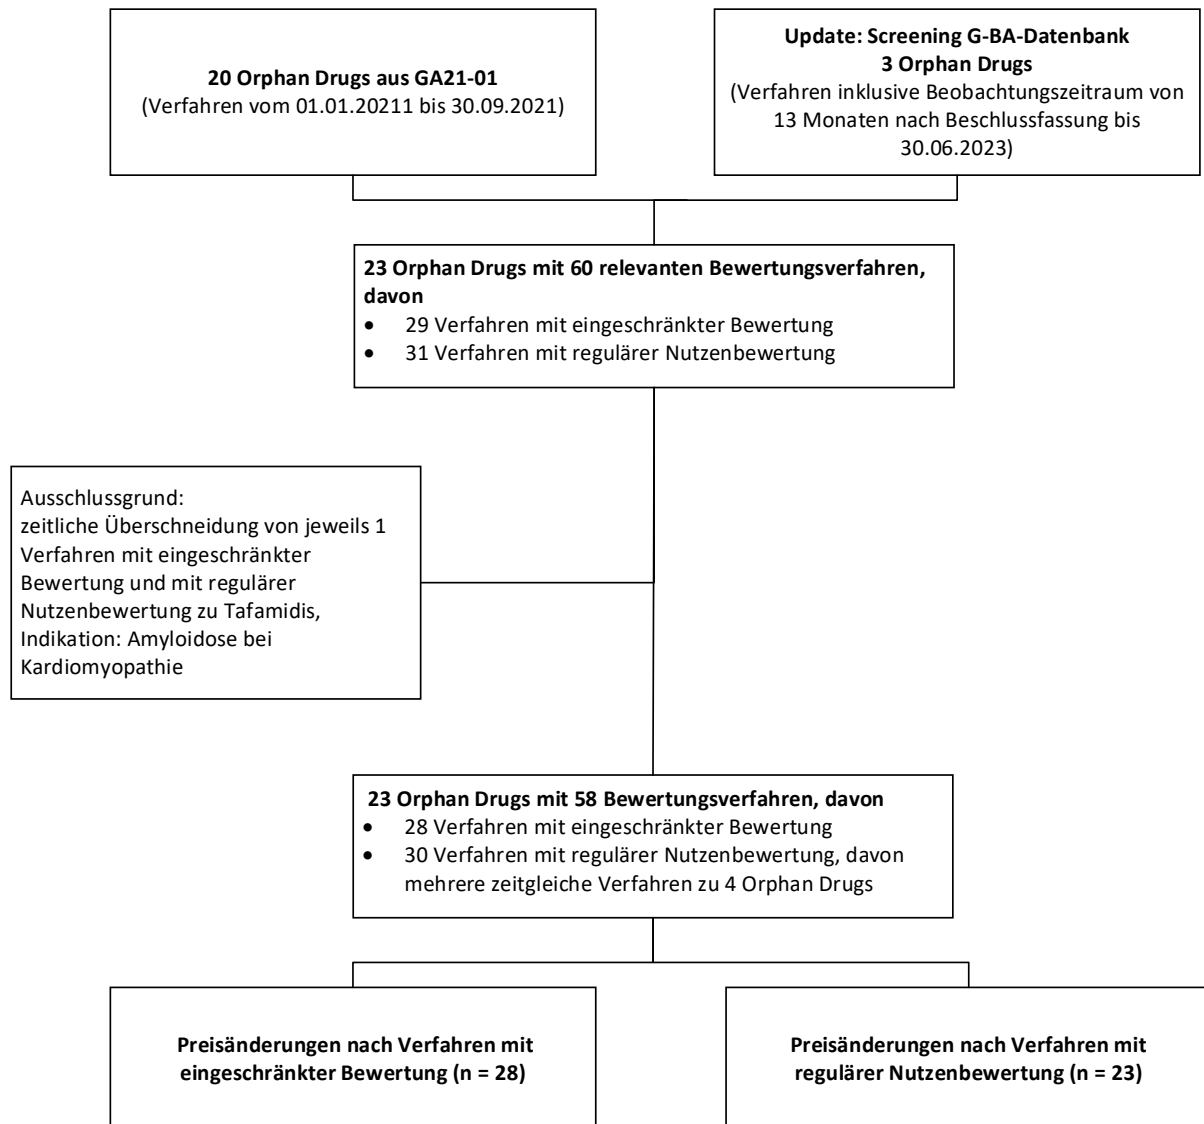 20 Orphan Drugs aus GA21-01
(Verfahren vom 01.01.20211 bis 30.09.2021)
Update: Screening G-BA-Datenbank
3 Orphan Drugs
(Verfahren inklusive Beobachtungszeitraum von
13 Monaten nach Beschlussfassung bis
30.06.2023)
23 Orphan Drugs mit 60 relevanten Bewertungsverfahren,
davon
• 29 Verfahren mit eingeschränkter Bewertung
• 31 Verfahren mit regulärer Nutzenbewertung
Ausschlussgrund:
zeitliche Überschneidung von jeweils 1
Verfahren mit eingeschränkter
Bewertung und mit regulärer
Nutzenbewertung zu Tafamidis,
Indikation: Amyloidose bei
Kardiomyopathie
23 Orphan Drugs mit 58 Bewertungsverfahren, davon
• 28 Verfahren mit eingeschränkter Bewertung
• 30 Verfahren mit regulärer Nutzenbewertung, davon
mehrere zeitgleiche Verfahren zu 4 Orphan Drugs
Preisänderungen nach Verfahren mit
eingeschränkter Bewertung (n = 28)
Preisänderungen nach Verfahren mit
regulärer Nutzenbewertung (n = 23)